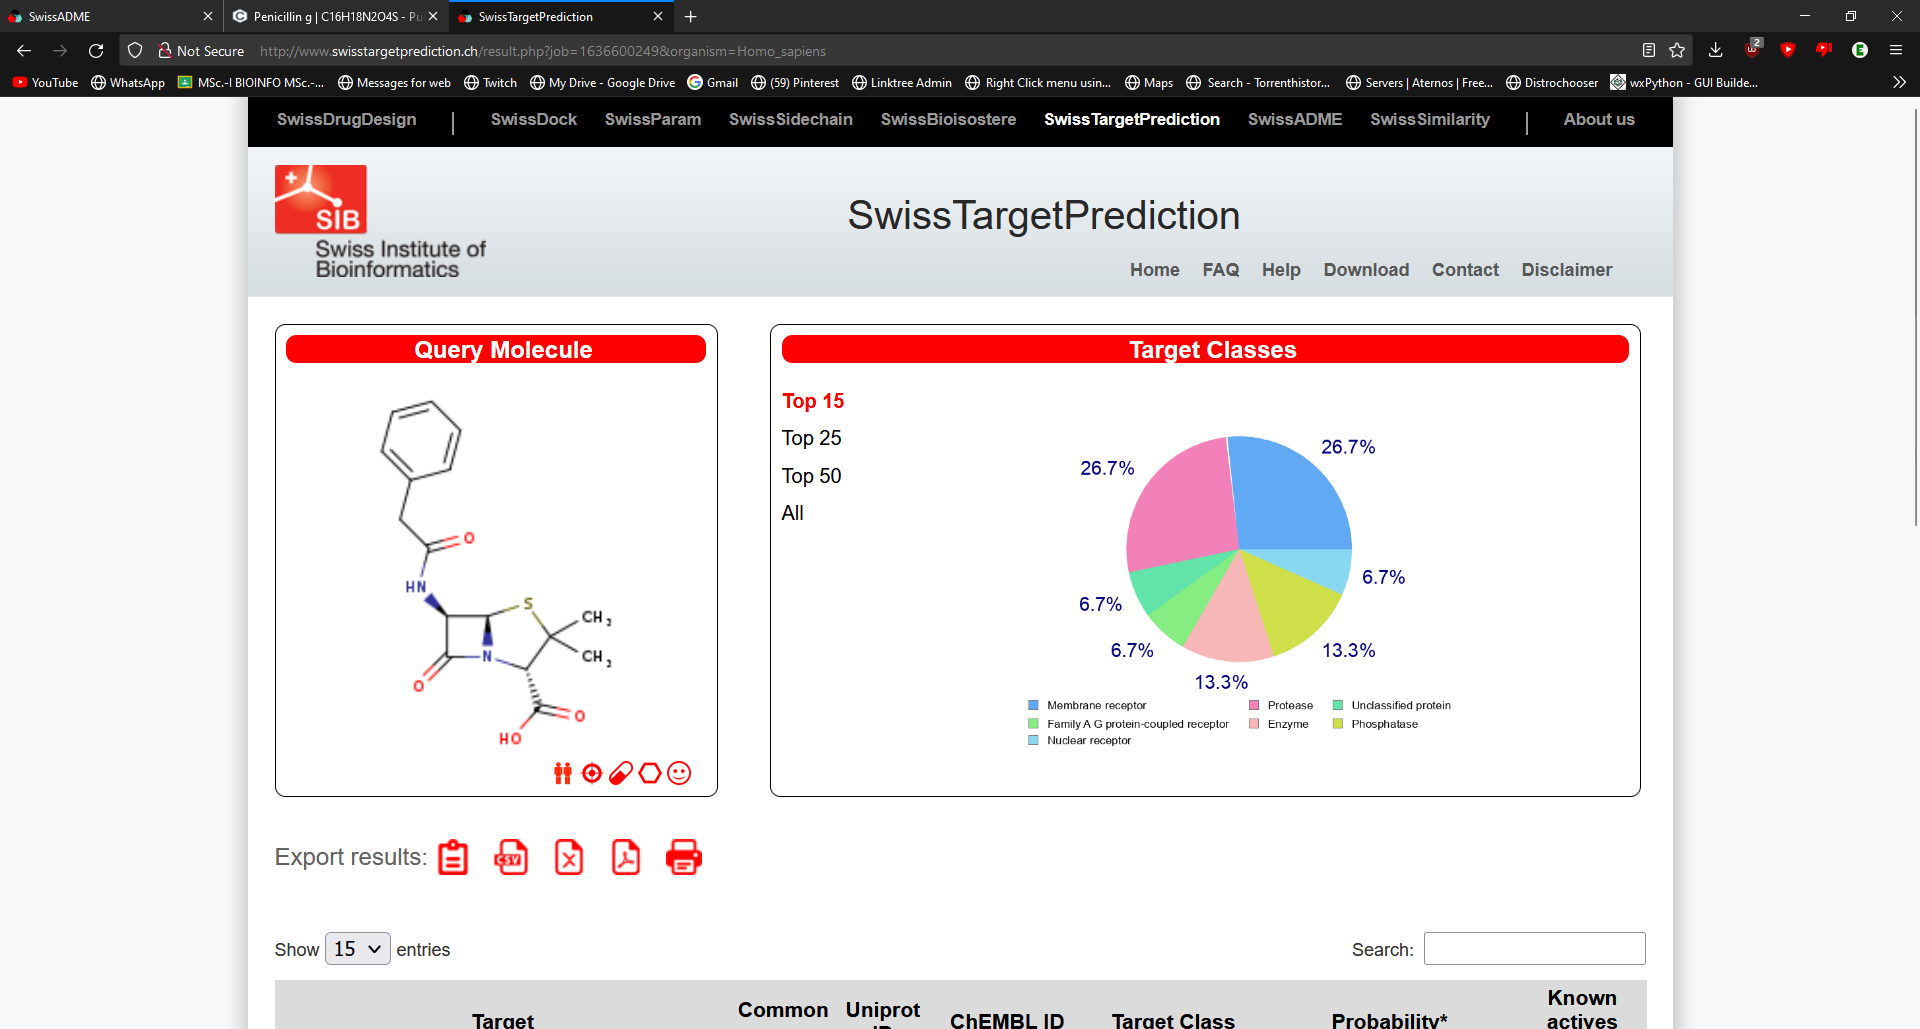 SwissADME
Penicillin g | C16H18N2O4S - Pu
SwissTargetPrediction
Not Secure
http://www.swisstargetprediction.ch/result.php?job=1636600249&organism=Homo_sapiens
2
YouTube
WhatsApp
MSc.-I BIOINFO MSc.-...
Messages for web
Twitch
My Drive - Google Drive
Gmail
(59) Pinterest
Linktree Admin
Right Click menu usin...
Maps
Search - Torrenthistor...
Servers | Aternos | Free...
Distrochooser
wxPython - GUI Builde...
SwissDrugDesign
|
SwissDock
SwissParam
SwissSidechain
SwissBioisostere
SwissTargetPrediction
SwissADME
SwissSimilarity
|
About us
SIB
Swiss Institute of
Bioinformatics
SwissTargetPrediction
Home
FAQ
Help
Download
Contact
Disclaimer
Query Molecule
O
HN
S
CH3
CH3
N
O
O
HO
Target Classes
Top 15
Top 25
Top 50
All
26.7%
26.7%
6.7%
6.7%
6.7%
13.3%
13.3%
Membrane receptor
Protease
Unclassified protein
Family A G protein-coupled receptor
Enzyme
Phosphatase
Nuclear receptor
Export results:
CSV
Show 15 entries
Search:
Target
Common
Uniprot
ID
ChEMBL ID
Target Class
Probability*
Known
actives